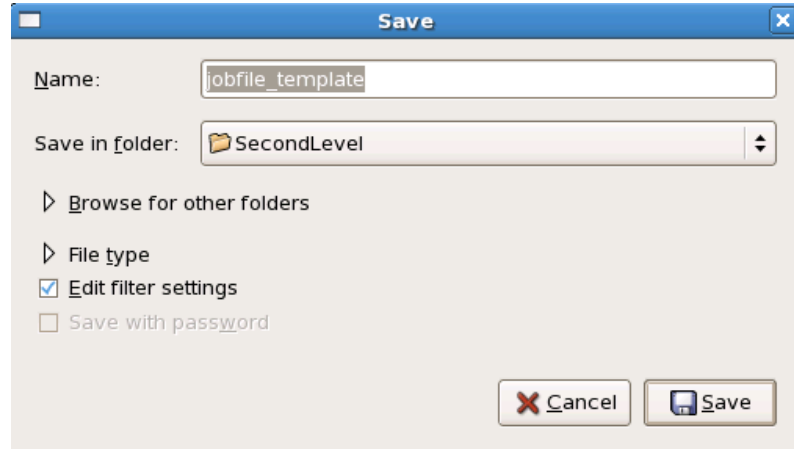 Save
Name: jobfile_template
Save in folder: SecondLevel
Browse for other folders
File type
Edit filter settings
Save with password
Cancel Save